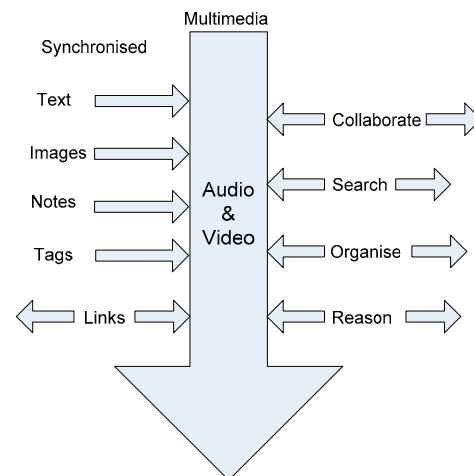 Multimedia
Synchronised
Text
Images
Notes
Tags
Links
Audio
&
Video
Collaborate
Search
Organise
Reason